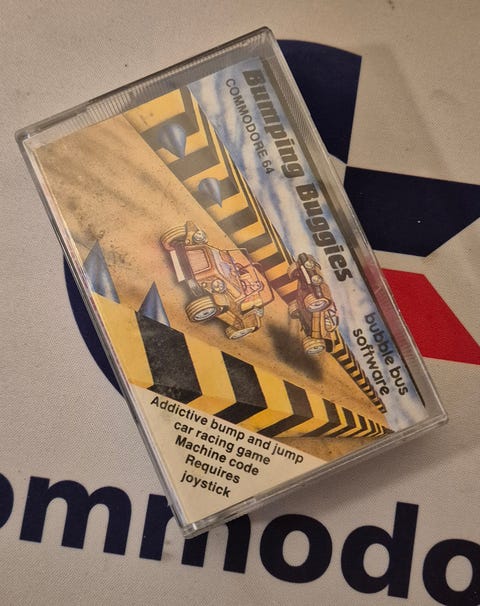 Bumping Buggies
COMMODORE 64
bubble bus
software
Addictive bump and jump
car racing game
Machine code
Requires
joystick
ommodo